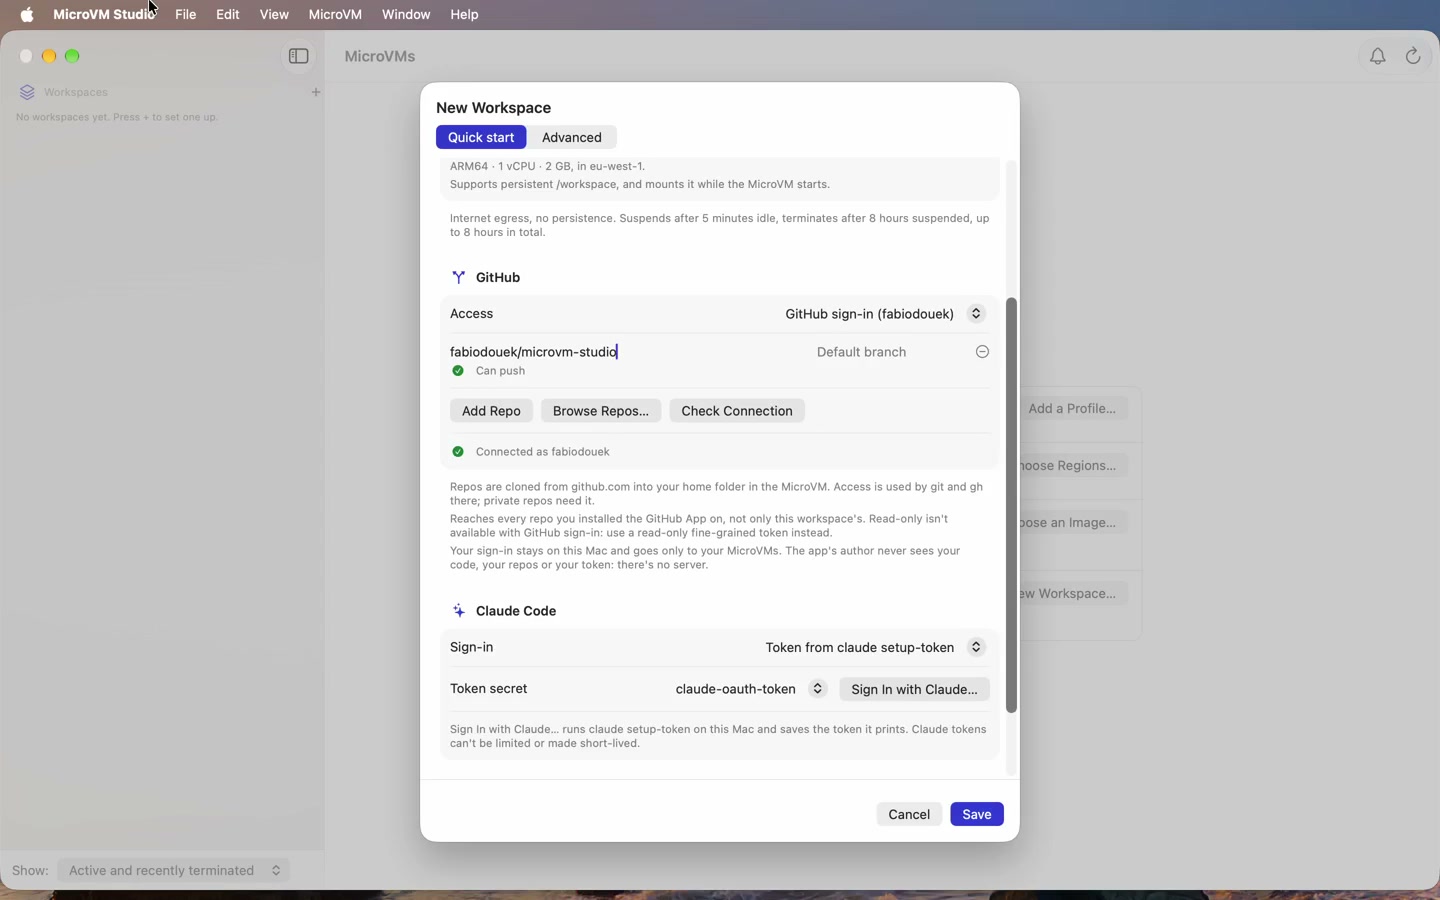 MicroVM Studio File Edit View MicroVM Window Help
MicroVMs
Workspaces +
No workspaces yet. Press + to set one up.
New Workspace
Quick start Advanced
ARM64 · 1 vCPU · 2 GB, in eu-west-1.
Supports persistent /workspace, and mounts it while the MicroVM starts.
Internet egress, no persistence. Suspends after 5 minutes idle, terminates after 8 hours suspended, up
to 8 hours in total.
GitHub
Access GitHub sign-in (fabiodouek)
fabiodouek/microvm-studio Default branch
Can push
Add Repo Browse Repos... Check Connection
Connected as fabiodouek
Repos are cloned from github.com into your home folder in the MicroVM. Access is used by git and gh
there; private repos need it.
Reaches every repo you installed the GitHub App on, not only this workspace's. Read-only isn't
available with GitHub sign-in: use a read-only fine-grained token instead.
Your sign-in stays on this Mac and goes only to your MicroVMs. The app's author never sees your
code, your repos or your token: there's no server.
Claude Code
Sign-in Token from claude setup-token
Token secret claude-oauth-token Sign In with Claude...
Sign In with Claude... runs claude setup-token on this Mac and saves the token it prints. Claude tokens
can't be limited or made short-lived.
Cancel Save
Add a Profile...
hoose Regions...
oose an Image...
ew Workspace...
Show: Active and recently terminated